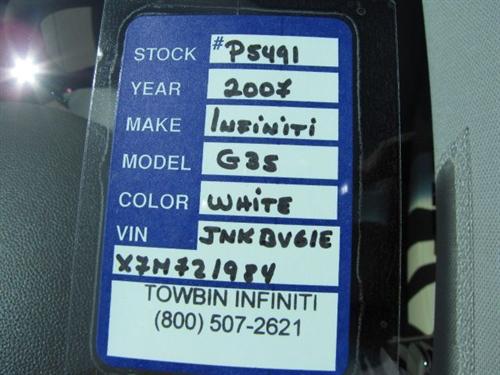 STOCK # P5491
YEAR 2007
MAKE INFINITI
MODEL G35
COLOR WHITE
VIN JNKBV61E
X7M721984
TOWBIN INFINITI
(800) 507-2621